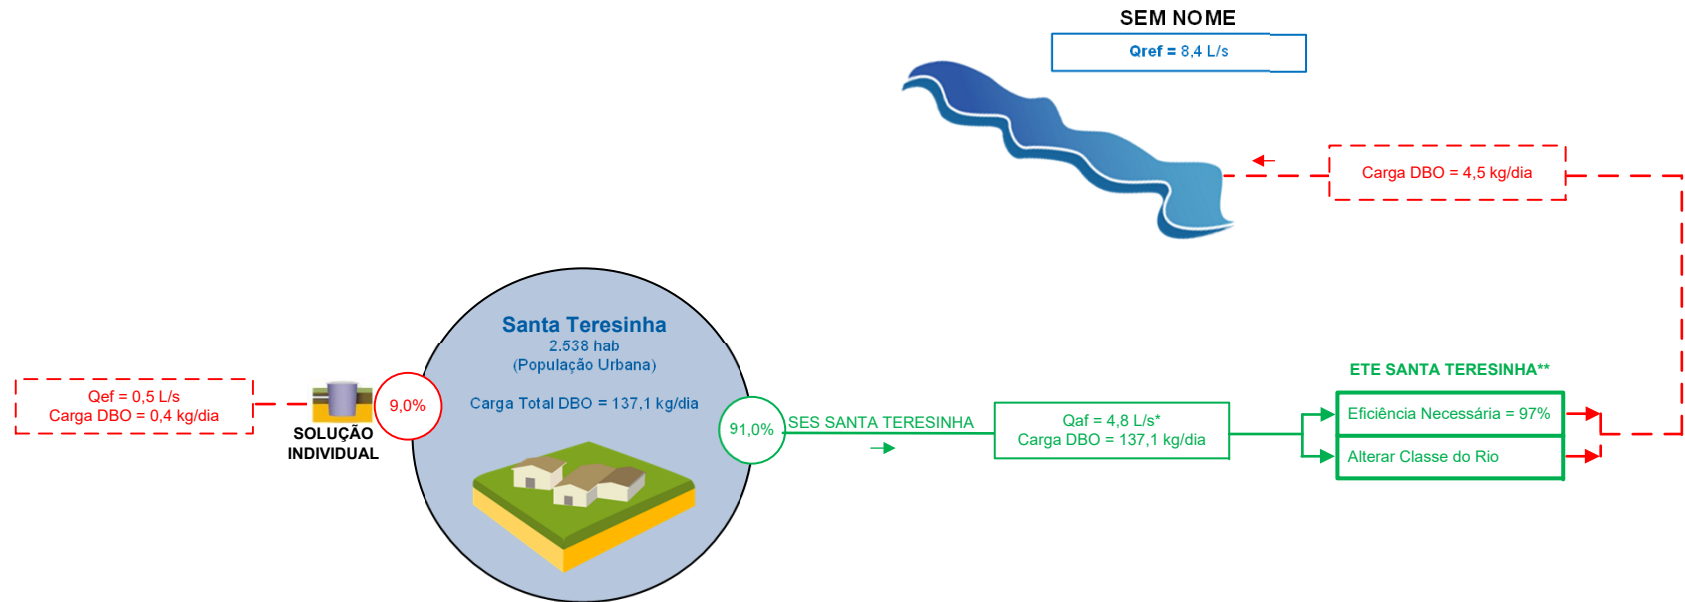 SEM NOME
Qref = 8,4 L/s
Carga DBO = 4,5 kg/dia
Santa Teresinha
2.538 hab
(População Urbana)
Carga Total DBO = 137,1 kg/dia
Qef = 0,5 L/s
Carga DBO = 0,4 kg/dia
9,0%
SOLUÇÃO
INDIVIDUAL
91,0%
SES SANTA TERESINHA
Qaf = 4,8 L/s*
Carga DBO = 137,1 kg/dia
ETE SANTA TERESINHA**
Eficiência Necessária = 97%
Alterar Classe do Rio